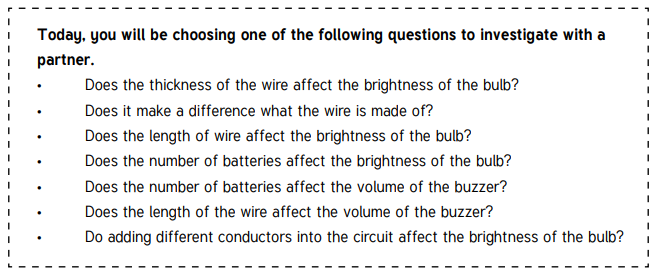 Today, you will be choosing one of the following questions to investigate with a
partner.
• Does the thickness of the wire affect the brightness of the bulb?
• Does it make a difference what the wire is made of?
• Does the length of wire affect the brightness of the bulb?
• Does the number of batteries affect the brightness of the bulb?
• Does the number of batteries affect the volume of the buzzer?
• Does the length of the wire affect the volume of the buzzer?
• Do adding different conductors into the circuit affect the brightness of the bulb?